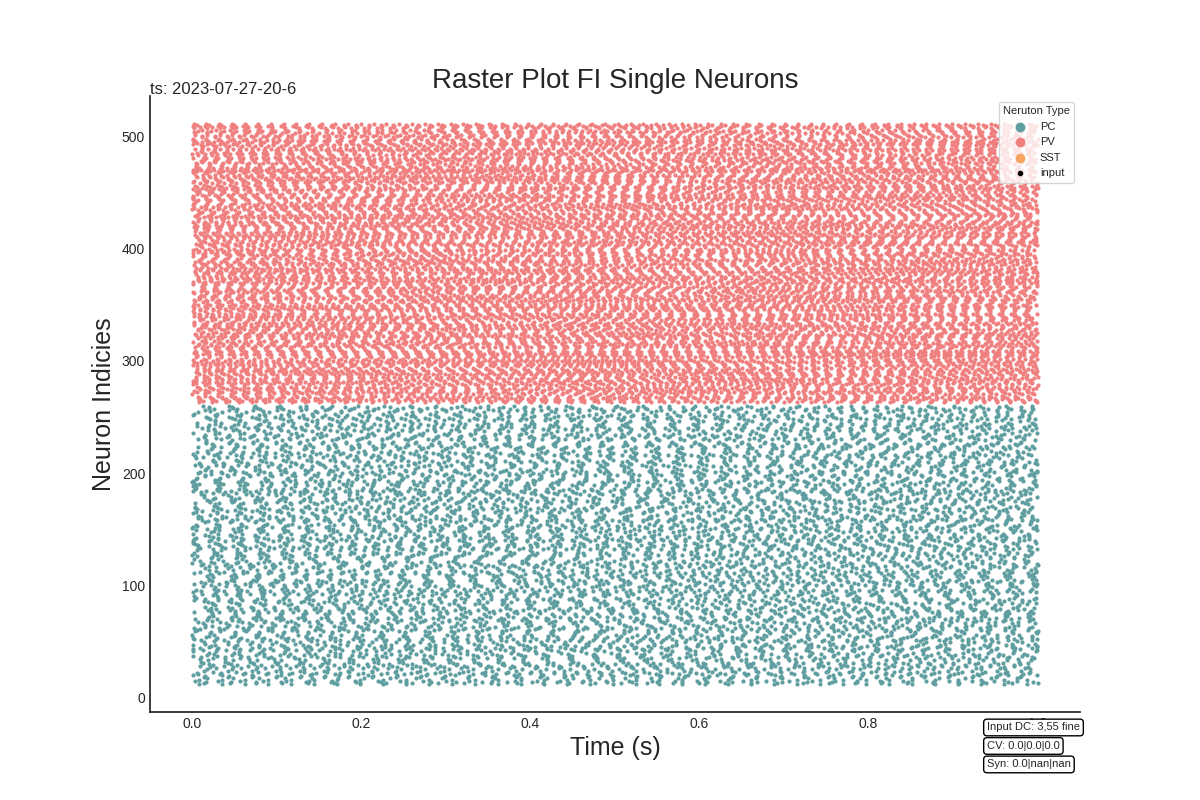 Raster Plot FI Single Neurons
ts: 2023-07-27-20-6
Neruton Type
PC
PV
SST
input
500
400
300
200
100
0
Neuron Indicies
0.0
0.2
0.4
0.6
0.8
Time (s)
Input DC: 3,55 fine
CV: 0.0|0.0|0.0
Syn: 0.0|nan|nan